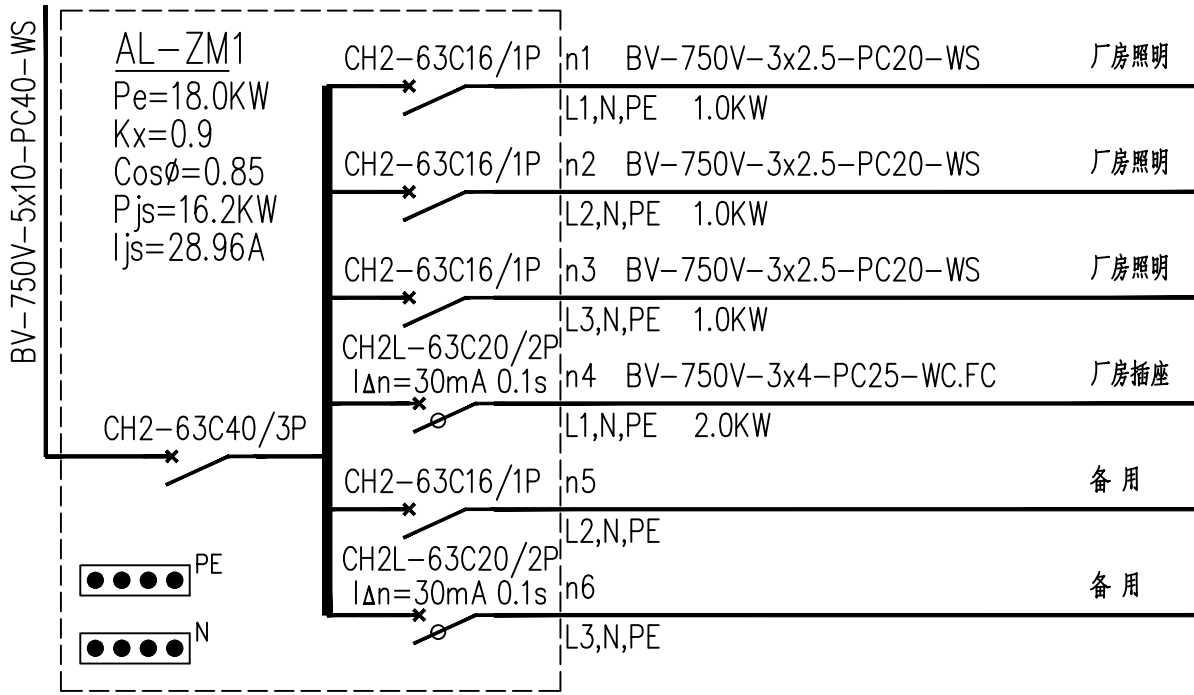 BV-750V-5x10-PC40-WS
AL-ZM1
Pe=18.0KW
Kx=0.9
Cosø=0.85
Pjs=16.2KW
Ijs=28.96A
CH2-63C40/3P
PE
N
CH2-63C16/1P n1 BV-750V-3x2.5-PC20-WS 厂房照明
L1,N,PE 1.0KW
CH2-63C16/1P n2 BV-750V-3x2.5-PC20-WS 厂房照明
L2,N,PE 1.0KW
CH2-63C16/1P n3 BV-750V-3x2.5-PC20-WS 厂房照明
L3,N,PE 1.0KW
CH2L-63C20/2P
IΔn=30mA 0.1s n4 BV-750V-3x4-PC25-WC.FC 厂房插座
L1,N,PE 2.0KW
CH2-63C16/1P n5 备用
L2,N,PE
CH2L-63C20/2P
IΔn=30mA 0.1s n6 备用
L3,N,PE